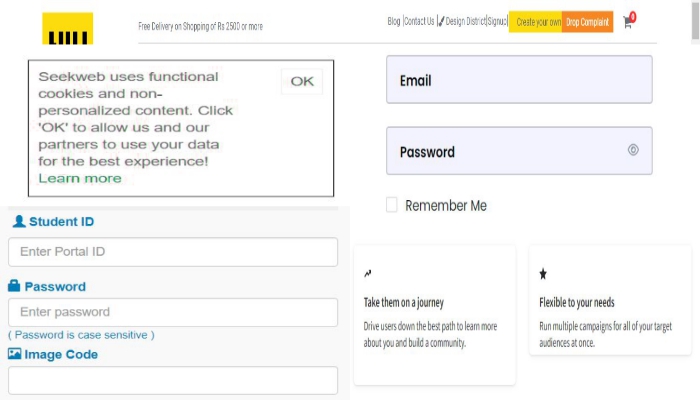 Free Delivery on Shopping of Rs 2500 or more
Blog |Contact Us | Design District|Signup| Create your own Drop Complaint 0
Seekweb uses functional
cookies and non-
personalized content. Click
'OK' to allow us and our
partners to use your data
for the best experience!
Learn more
OK
Email
Password
Remember Me
Student ID
Enter Portal ID
Password
Enter password
( Password is case sensitive )
Image Code
Take them on a journey
Drive users down the best path to learn more
about you and build a community.
Flexible to your needs
Run multiple campaigns for all of your target
audiences at once.